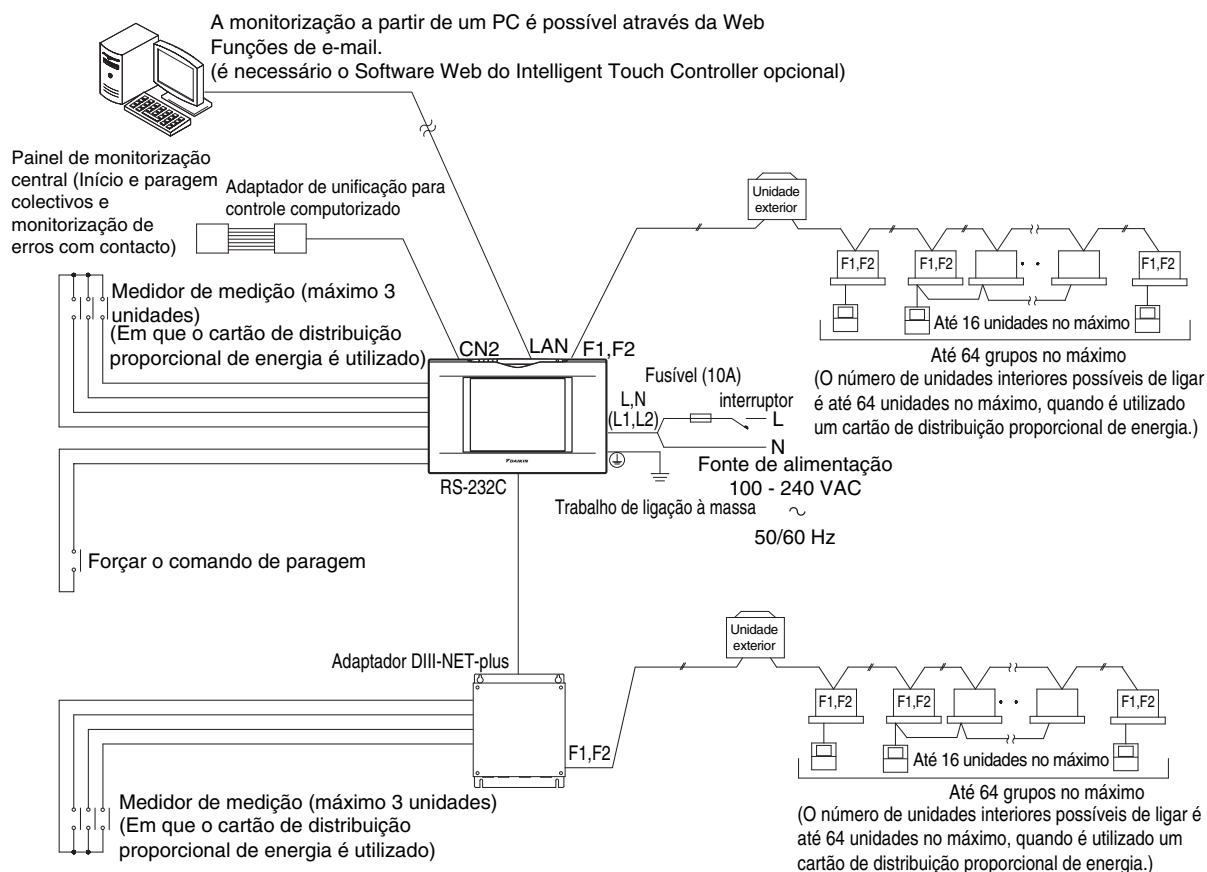 A monitorização a partir de um PC é possível através da Web
Funções de e-mail.
(é necessário o Software Web do Intelligent Touch Controller opcional)
Painel de monitorização
central (Início e paragem
colectivos e
monitorização de
erros com contacto)
Adaptador de unificação para
controle computorizado
Unidade
exterior
F1,F2
F1,F2
F1,F2
Até 16 unidades no máximo
Até 64 grupos no máximo
(O número de unidades interiores possíveis de ligar
é até 64 unidades no máximo, quando é utilizado
um cartão de distribuição proporcional de energia.)
Medidor de medição (máximo 3
unidades)
(Em que o cartão de distribuição
proporcional de energia é utilizado)
CN2
LAN
F1,F2
Fusível (10A)
L,N
(L1,L2)
interruptor
L
N
DAIKIN
RS-232C
Fonte de alimentação
100 - 240 VAC
~
50/60 Hz
Trabalho de ligação à massa
Forçar o comando de paragem
Adaptador DIII-NET-plus
F1,F2
Unidade
exterior
F1,F2
F1,F2
F1,F2
Até 16 unidades no máximo
Até 64 grupos no máximo
(O número de unidades interiores possíveis de ligar é
até 64 unidades no máximo, quando é utilizado um
cartão de distribuição proporcional de energia.)
Medidor de medição (máximo 3 unidades)
(Em que o cartão de distribuição
proporcional de energia é utilizado)